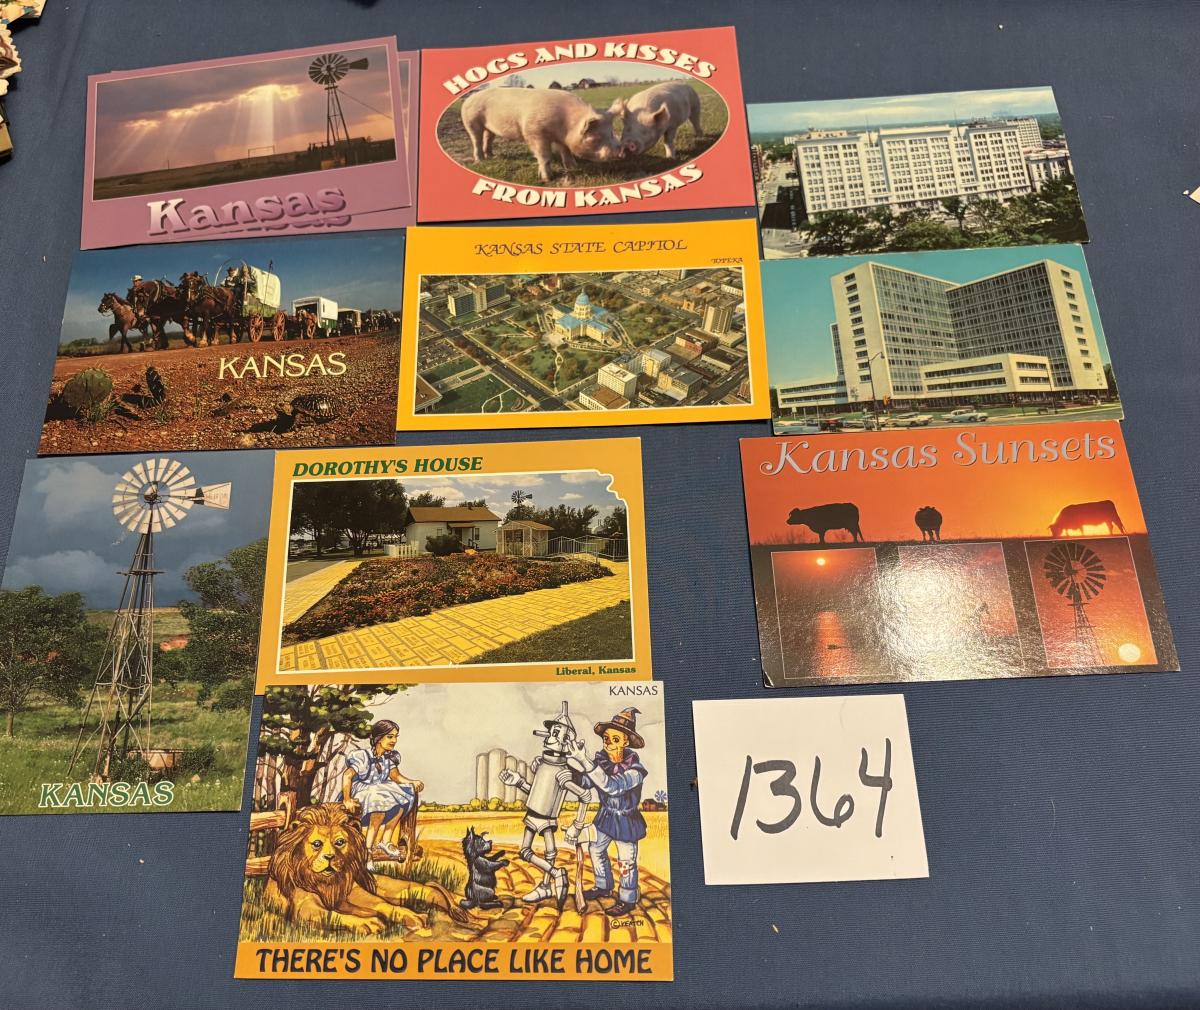 Kansas
HOGS AND KISSES
FROM KANSAS
KANSAS
KANSAS STATE CAPITOL
TOPEKA
Kansas Sunsets
DOROTHY'S HOUSE
Liberal, Kansas
KANSAS
KANSAS
©VEATCH
THERE'S NO PLACE LIKE HOME
1364